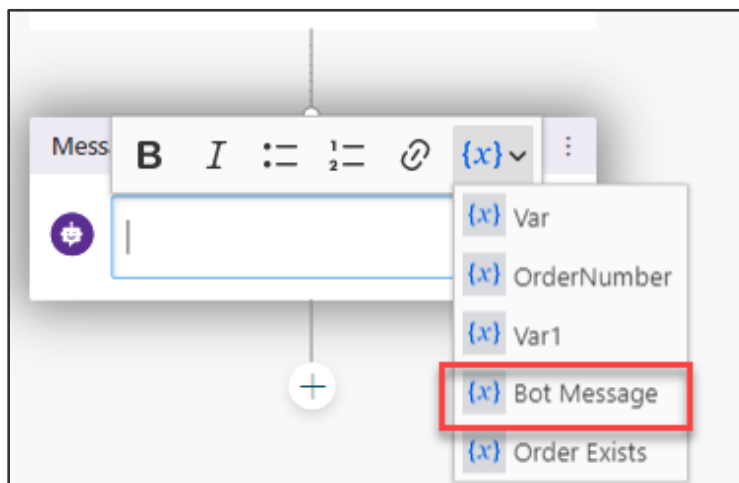 Mess
B I {x}
{x} Var
{x} OrderNumber
{x} Var1
{x} Bot Message
{x} Order Exists